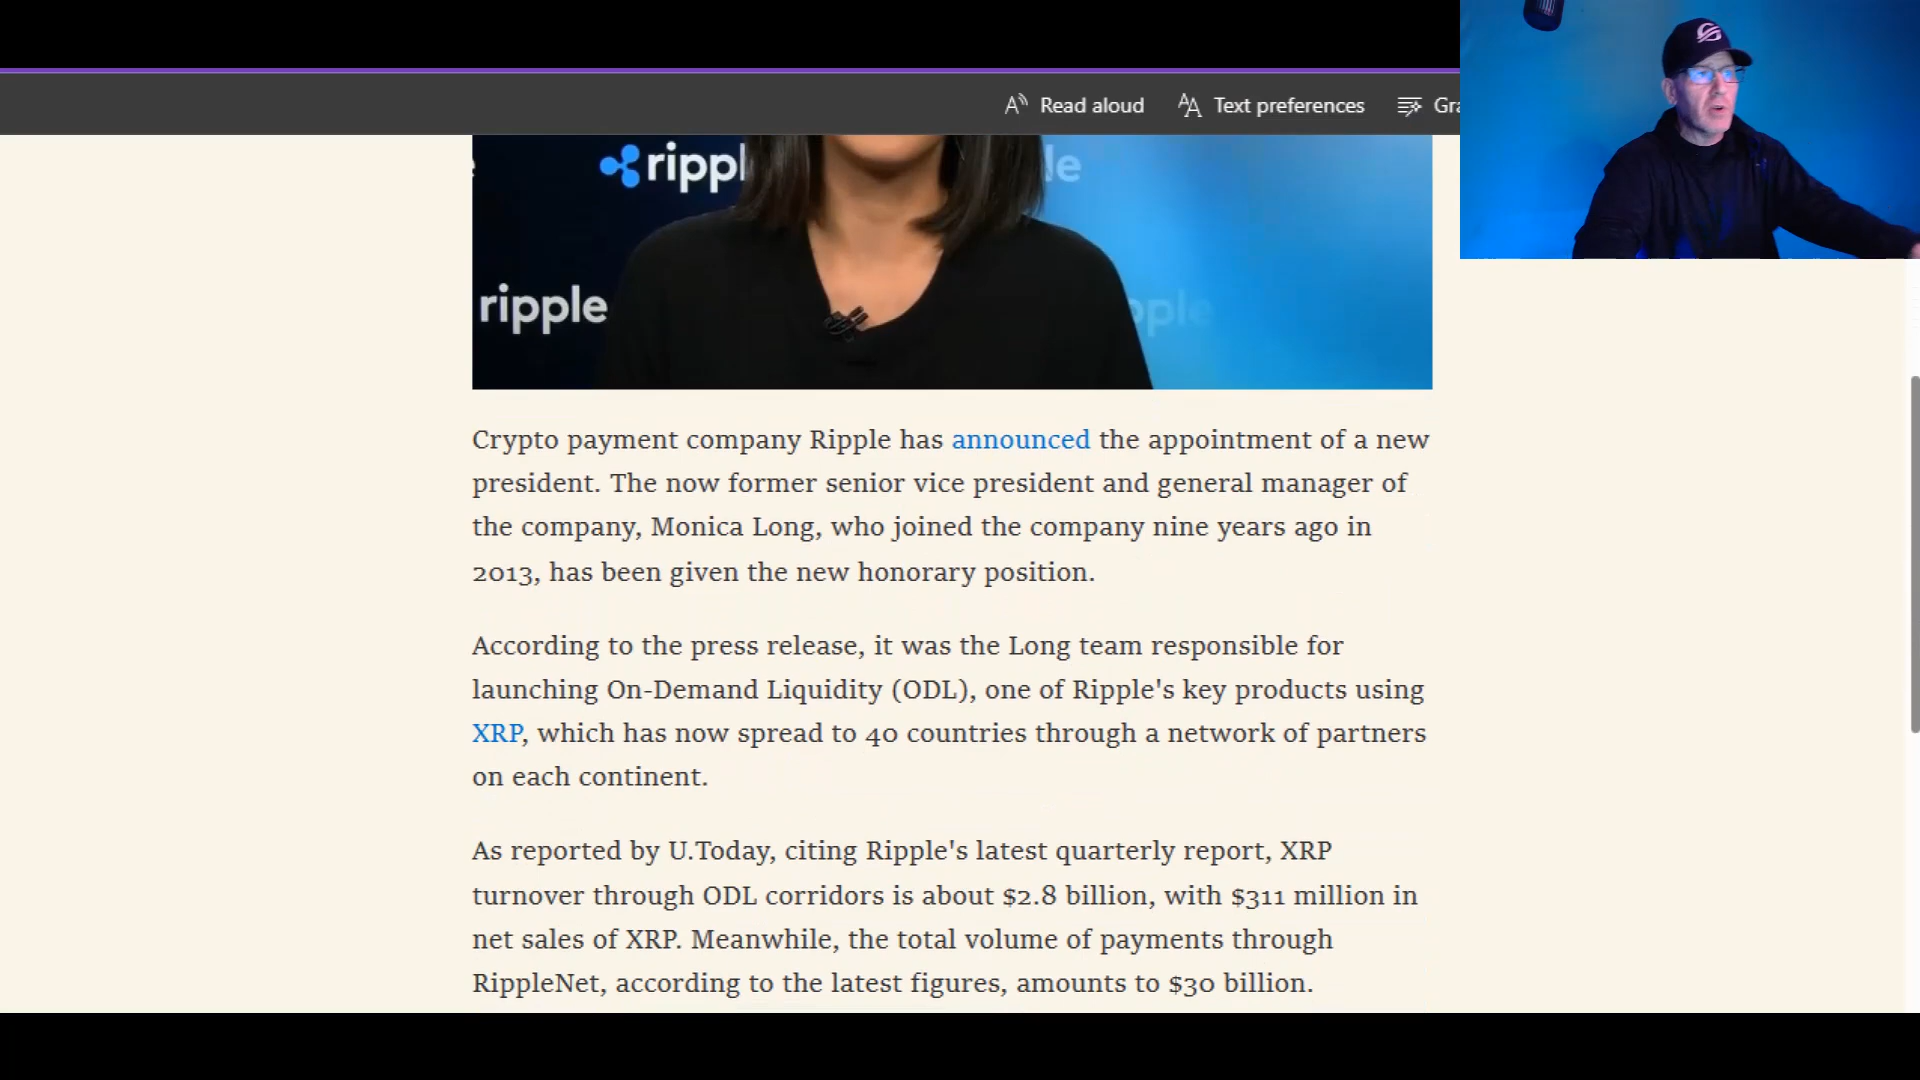 Read aloud
Text preferences
Gra
ripple
le
ripple
pple
Crypto payment company Ripple has announced the appointment of a new
president. The now former senior vice president and general manager of
the company, Monica Long, who joined the company nine years ago in
2013, has been given the new honorary position.
According to the press release, it was the Long team responsible for
launching On-Demand Liquidity (ODL), one of Ripple's key products using
XRP, which has now spread to 40 countries through a network of partners
on each continent.
As reported by U.Today, citing Ripple's latest quarterly report, XRP
turnover through ODL corridors is about $2.8 billion, with $311 million in
net sales of XRP. Meanwhile, the total volume of payments through
RippleNet, according to the latest figures, amounts to $30 billion.